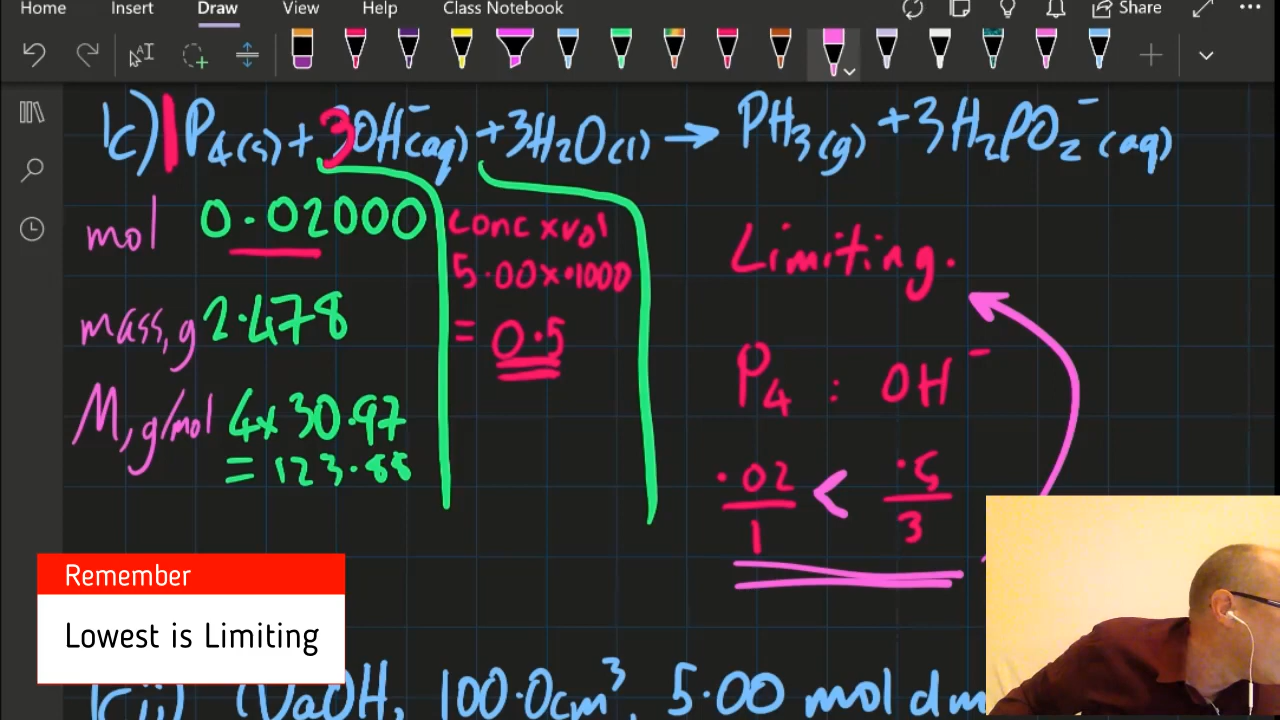 Home Insert Draw View Help Class Notebook Share
1c) 1 P4(s) + 3OH⁻(aq) + 3H2O(l) → PH3(g) + 3H2PO2⁻(aq)
mol 0.02000
conc x vol
5.00 x .1000
= 0.5
mass, g 2.478
M, g/mol 4 x 30.97
= 123.88
Limiting.
P4 : OH⁻
.02/1 < .5/3
Remember
Lowest is Limiting
(cii) (NaOH, 100.0cm³, 5.00 mol dm